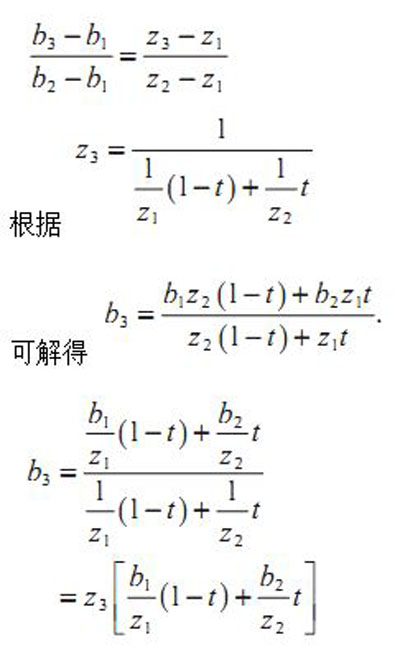 \frac{b_3 - b_1}{b_2 - b_1} = \frac{z_3 - z_1}{z_2 - z_1}
根据 z_3 = \frac{1}{\frac{1}{z_1}(1-t) + \frac{1}{z_2}t}
可解得 b_3 = \frac{b_1 z_2 (1-t) + b_2 z_1 t}{z_2 (1-t) + z_1 t}.
b_3 = \frac{\frac{b_1}{z_1}(1-t) + \frac{b_2}{z_2}t}{\frac{1}{z_1}(1-t) + \frac{1}{z_2}t}
= z_3 \left[ \frac{b_1}{z_1}(1-t) + \frac{b_2}{z_2}t \right]